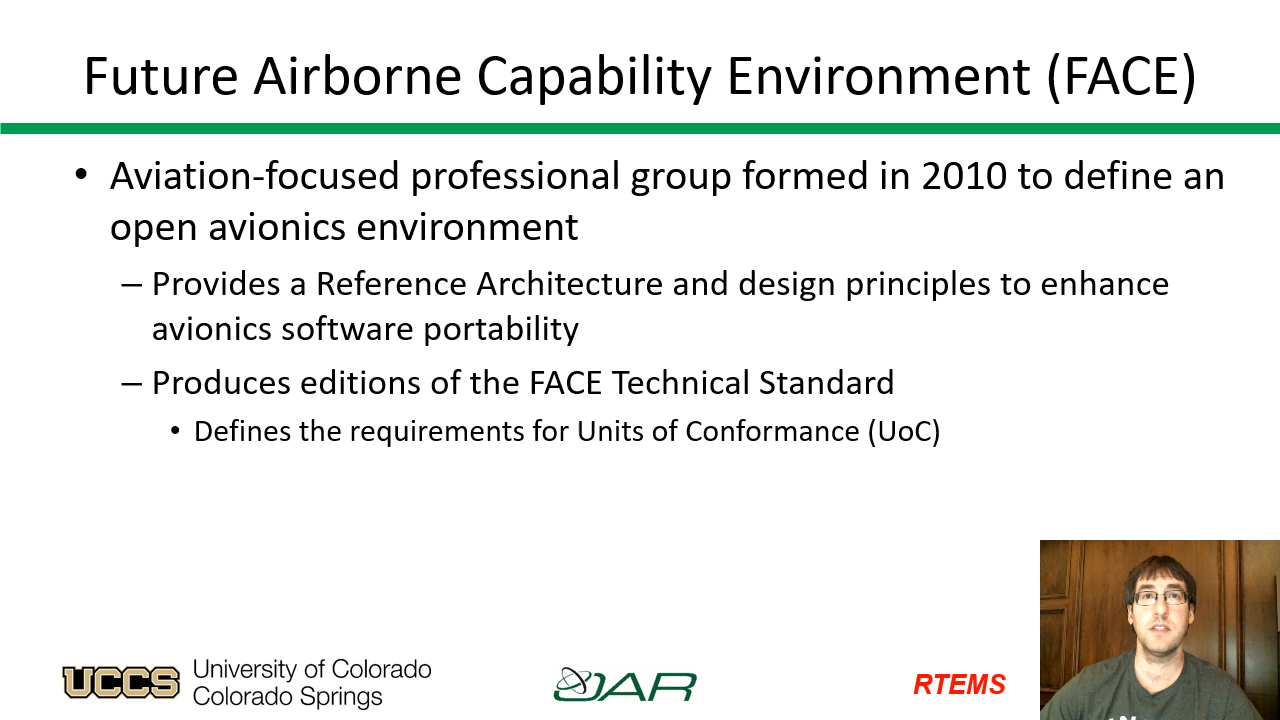 Future Airborne Capability Environment (FACE)
• Aviation-focused professional group formed in 2010 to define an
open avionics environment
– Provides a Reference Architecture and design principles to enhance
avionics software portability
– Produces editions of the FACE Technical Standard
• Defines the requirements for Units of Conformance (UoC)
UCCS
University of Colorado
Colorado Springs
OAR
RTEMS